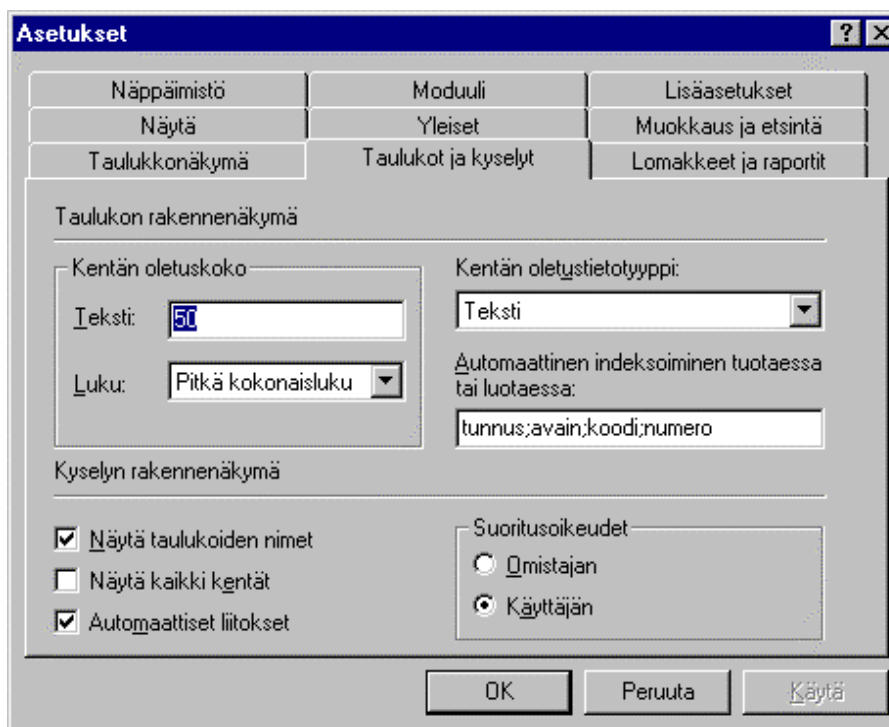 Asetukset
Näppäimistö
Moduuli
Lisäasetukset
Näytä
Yleiset
Muokkaus ja etsintä
Taulukkonäkymä
Taulukot ja kyselyt
Lomakkeet ja raportit
Taulukon rakennenäkymä
Kentän oletuskoko
Teksti:
50
Luku:
Pitkä kokonaisluku
Kentän oletustietotyyppi:
Teksti
Automaattinen indeksoiminen tuotaessa
tai luotaessa:
tunnus;avain;koodi;numero
Kyselyn rakennenäkymä
Näytä taulukoiden nimet
Näytä kaikki kentät
Automaattiset liitokset
Suoritusoikeudet
Omistajan
Käyttäjän
OK
Peruuta
Käytä